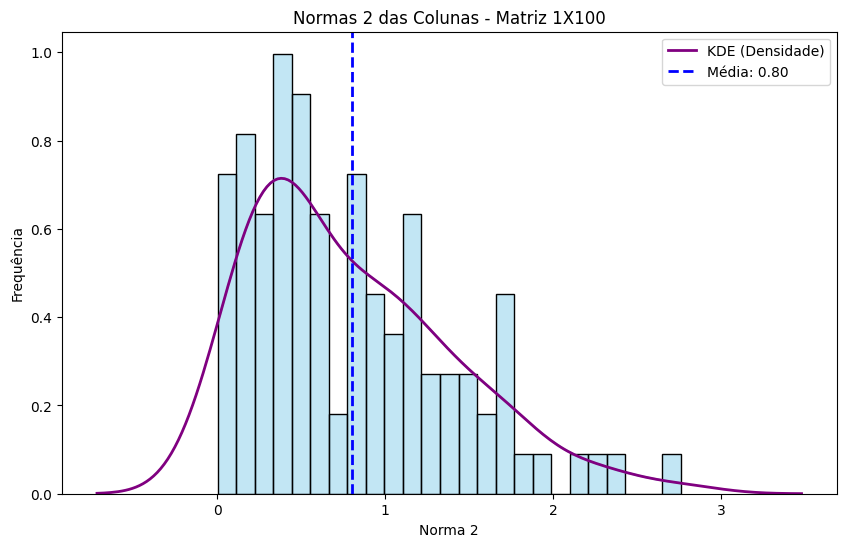 Normas 2 das Colunas - Matriz 1X100
KDE (Densidade)
Média: 0.80
Frequência
1.0
0.8
0.6
0.4
0.2
0.0
0
1
2
3
Norma 2